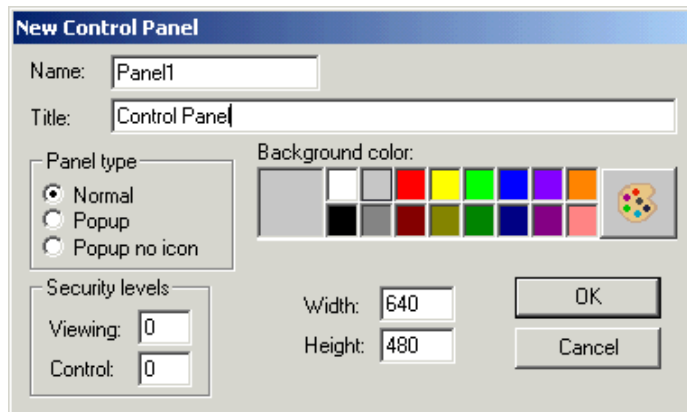 New Control Panel
Name: Panel1
Title: Control Panel
Panel type
Normal
Popup
Popup no icon
Background color:
Security levels
Viewing: 0
Control: 0
Width: 640
Height: 480
OK
Cancel